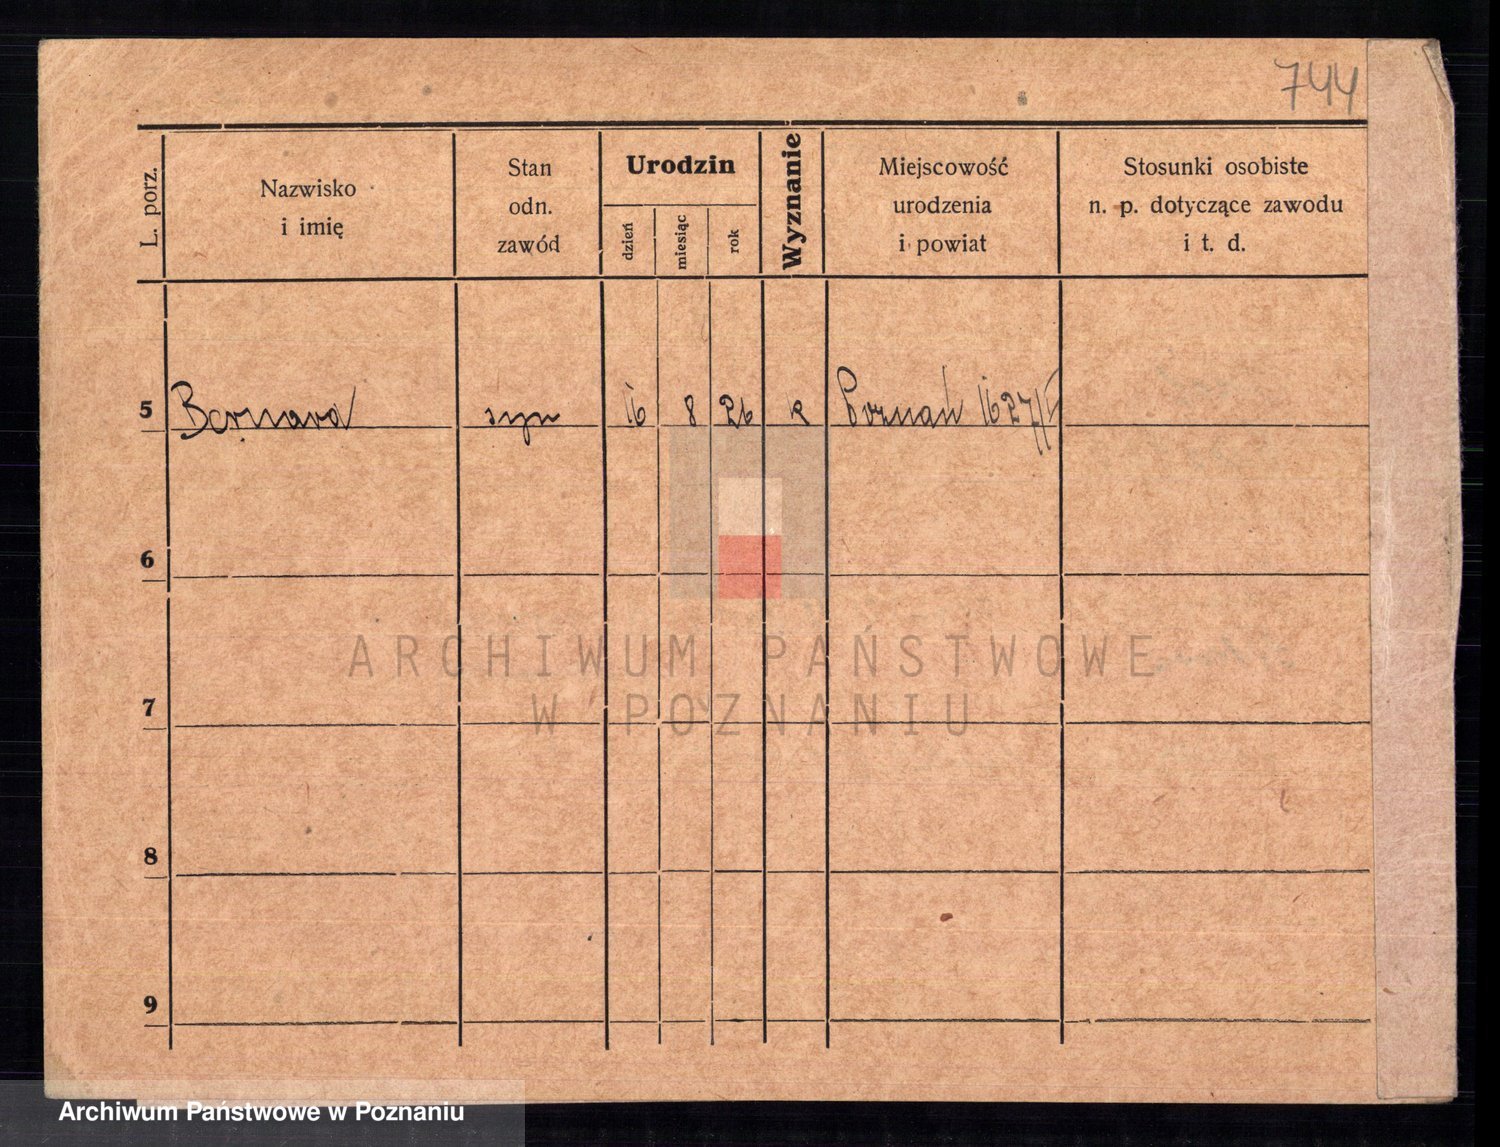 744
L. porz.
Nazwisko
i imię
Stan
odn.
zawód
Urodzin
dzień
miesiąc
rok
Wyznanie
Miejscowość
urodzenia
i powiat
Stosunki osobiste
n. p. dotyczące zawodu
i t. d.
5 Bernard syn 16 8 26 k Poznań
6
7
8
9
ARCHIWUM PAŃSTWOWE
W POZNANIU
Archiwum Państwowe w Poznaniu